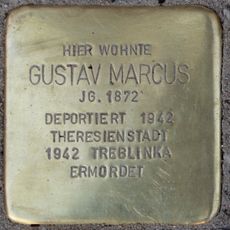 HIER WOHNTE
GUSTAV MARCUS
JG. 1872
DEPORTIERT 1942
THERESIENSTADT
1942 TREBLINKA
ERMORDET